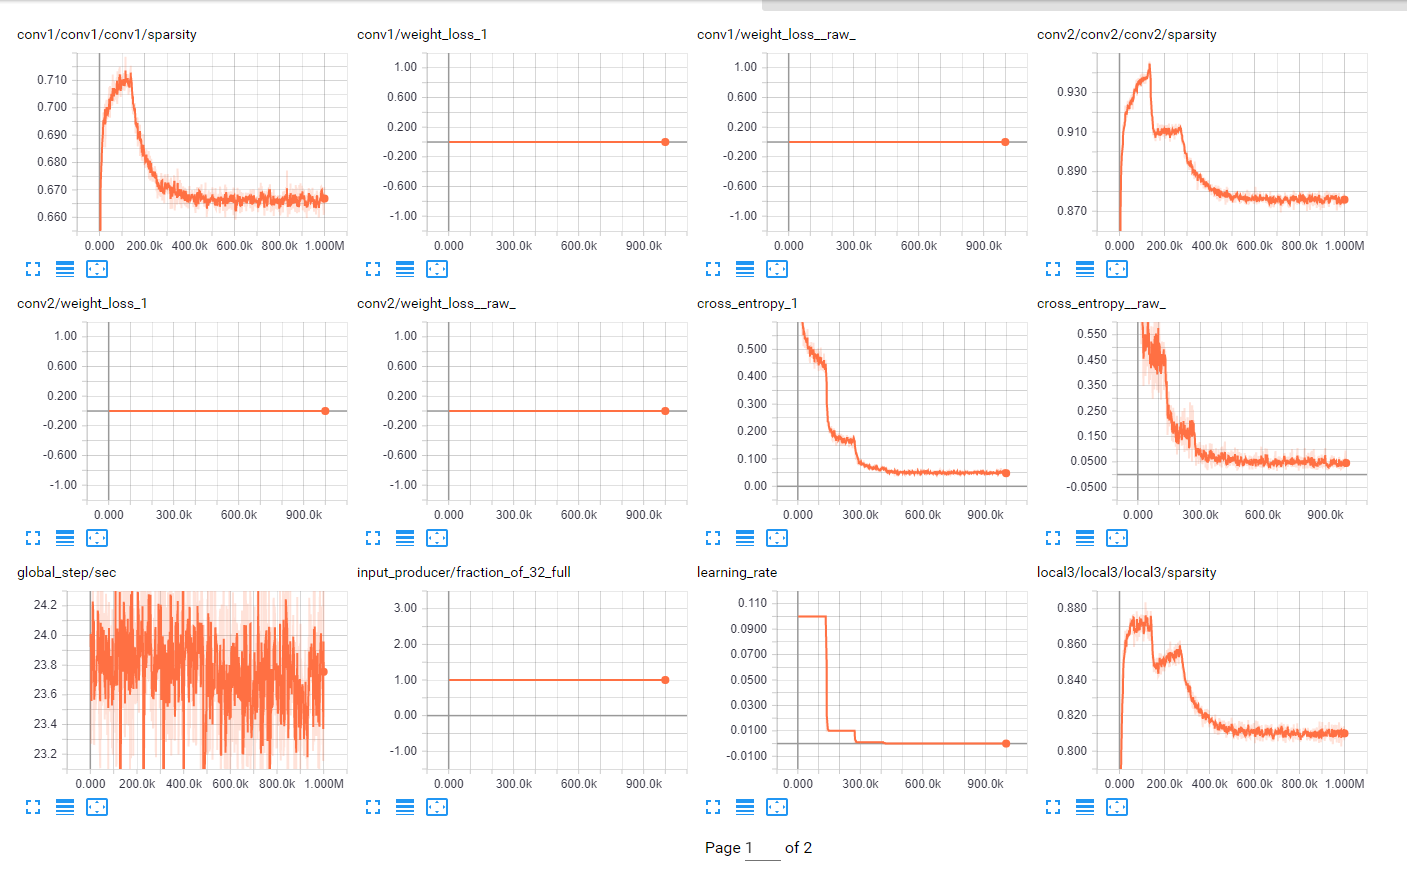 conv1/conv1/conv1/sparsity
0.710
0.700
0.690
0.680
0.670
0.660
0.000 200.0k 400.0k 600.0k 800.0k 1.000M
conv1/weight_loss_1
1.00
0.600
0.200
-0.200
-0.600
-1.00
0.000 300.0k 600.0k 900.0k
conv1/weight_loss__raw_
1.00
0.600
0.200
-0.200
-0.600
-1.00
0.000 300.0k 600.0k 900.0k
conv2/conv2/conv2/sparsity
0.930
0.910
0.890
0.870
0.000 200.0k 400.0k 600.0k 800.0k 1.000M
conv2/weight_loss_1
1.00
0.600
0.200
-0.200
-0.600
-1.00
0.000 300.0k 600.0k 900.0k
conv2/weight_loss__raw_
1.00
0.600
0.200
-0.200
-0.600
-1.00
0.000 300.0k 600.0k 900.0k
cross_entropy_1
0.500
0.400
0.300
0.200
0.100
0.00
0.000 300.0k 600.0k 900.0k
cross_entropy__raw_
0.550
0.450
0.350
0.250
0.150
0.0500
-0.0500
0.000 300.0k 600.0k 900.0k
global_step/sec
24.2
24.0
23.8
23.6
23.4
23.2
0.000 200.0k 400.0k 600.0k 800.0k 1.000M
input_producer/fraction_of_32_full
3.00
2.00
1.00
0.00
-1.00
0.000 300.0k 600.0k 900.0k
learning_rate
0.110
0.0900
0.0700
0.0500
0.0300
0.0100
-0.0100
0.000 300.0k 600.0k 900.0k
local3/local3/local3/sparsity
0.880
0.860
0.840
0.820
0.800
0.000 200.0k 400.0k 600.0k 800.0k 1.000M
Page 1 of 2